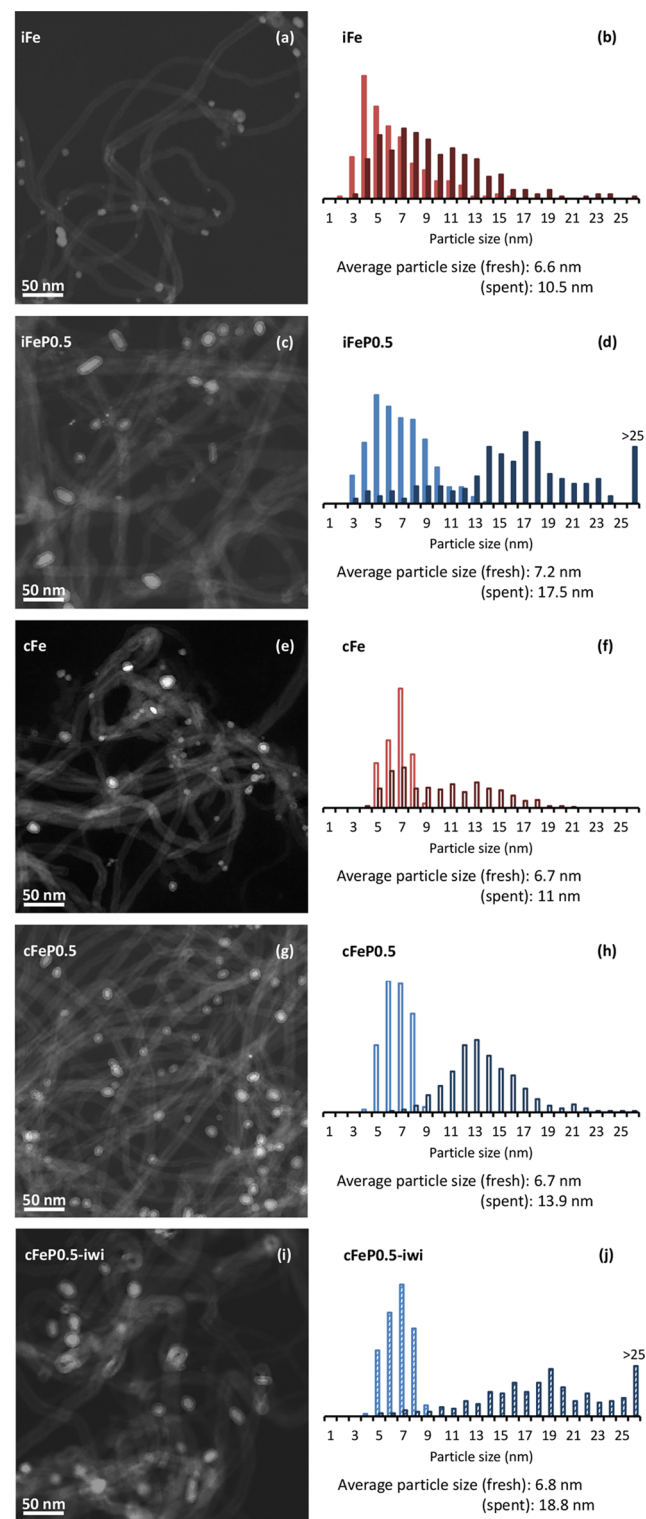 iFe (a)
50 nm
iFe (b)
1 3 5 7 9 11 13 15 17 19 21 23 25
Particle size (nm)
Average particle size (fresh): 6.6 nm
(spent): 10.5 nm
iFeP0.5 (c)
50 nm
iFeP0.5 (d)
>25
1 3 5 7 9 11 13 15 17 19 21 23 25
Particle size (nm)
Average particle size (fresh): 7.2 nm
(spent): 17.5 nm
cFe (e)
50 nm
cFe (f)
1 3 5 7 9 11 13 15 17 19 21 23 25
Particle size (nm)
Average particle size (fresh): 6.7 nm
(spent): 11 nm
cFeP0.5 (g)
50 nm
cFeP0.5 (h)
1 3 5 7 9 11 13 15 17 19 21 23 25
Particle size (nm)
Average particle size (fresh): 6.7 nm
(spent): 13.9 nm
cFeP0.5-iwi (i)
50 nm
cFeP0.5-iwi (j)
>25
1 3 5 7 9 11 13 15 17 19 21 23 25
Particle size (nm)
Average particle size (fresh): 6.8 nm
(spent): 18.8 nm